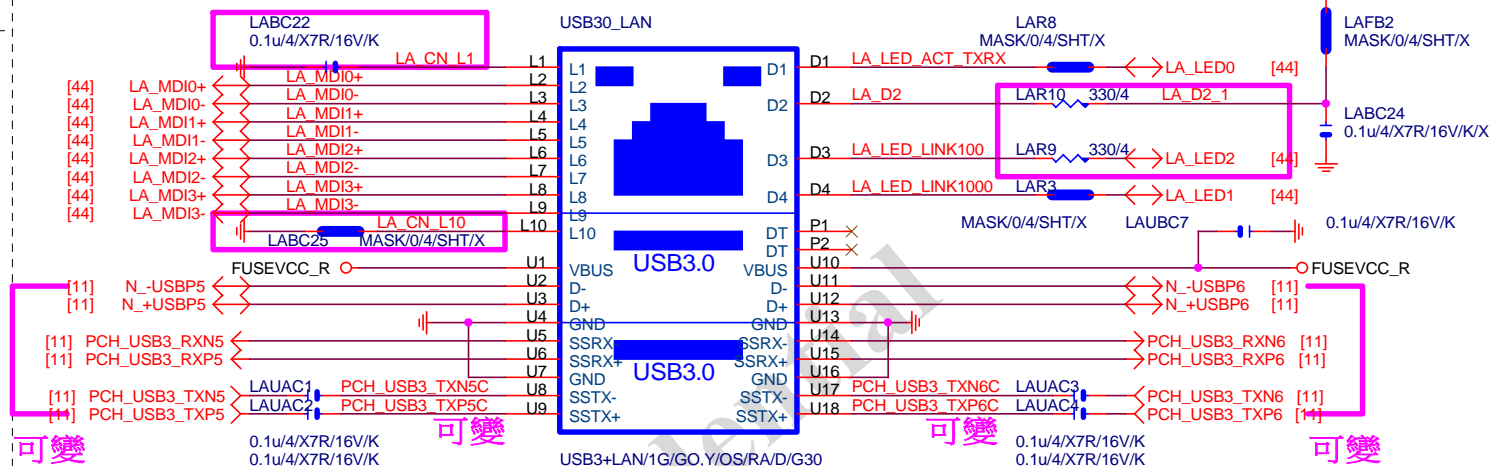 LABC22
0.1u/4/X7R/16V/K
USB30_LAN
LAR8
MASK/0/4/SHT/X
LAFB2
MASK/0/4/SHT/X
LA_CN_L1 L1 L1 D1 D1 LA_LED_ACT_TXRX LA_LED0 [44]
[44] LA_MDI0+ LA_MDI0+ L2 L2
[44] LA_MDI0- LA_MDI0- L3 L3 D2 D2 LA_D2 LAR10 330/4 LA_D2_1
[44] LA_MDI1+ LA_MDI1+ L4 L4 LABC24
[44] LA_MDI1- LA_MDI1- L5 L5 0.1u/4/X7R/16V/K/X
[44] LA_MDI2+ LA_MDI2+ L6 L6 D3 D3 LA_LED_LINK100 LAR9 330/4 LA_LED2 [44]
[44] LA_MDI2- LA_MDI2- L7 L7
[44] LA_MDI3+ LA_MDI3+ L8 L8 D4 D4 LA_LED_LINK1000 LAR3 LA_LED1 [44]
[44] LA_MDI3- LA_MDI3- L9 L9
MASK/0/4/SHT/X LAUBC7 0.1u/4/X7R/16V/K
LA_CN_L10 L10 L10 DT P1
LABC25 MASK/0/4/SHT/X DT P2
FUSEVCC_R U1 VBUS USB3.0 VBUS U10 FUSEVCC_R
[11] N_-USBP5 U2 D- D- U11 N_-USBP6 [11]
[11] N_+USBP5 U3 D+ D+ U12 N_+USBP6 [11]
U4 GND GND U13
[11] PCH_USB3_RXN5 U5 SSRX- SSRX- U14 PCH_USB3_RXN6 [11]
[11] PCH_USB3_RXP5 U6 SSRX+ SSRX+ U15 PCH_USB3_RXP6 [11]
U7 GND USB3.0 GND U16
[11] PCH_USB3_TXN5 LAUAC1 PCH_USB3_TXN5C U8 SSTX- SSTX- U17 PCH_USB3_TXN6C LAUAC3 PCH_USB3_TXN6 [11]
[11] PCH_USB3_TXP5 LAUAC2 PCH_USB3_TXP5C U9 SSTX+ SSTX+ U18 PCH_USB3_TXP6C LAUAC4 PCH_USB3_TXP6 [11]
可變 可變 可變 可變
0.1u/4/X7R/16V/K 0.1u/4/X7R/16V/K
0.1u/4/X7R/16V/K USB3+LAN/1G/GO,Y/OS/RA/D/G30 0.1u/4/X7R/16V/K
dential